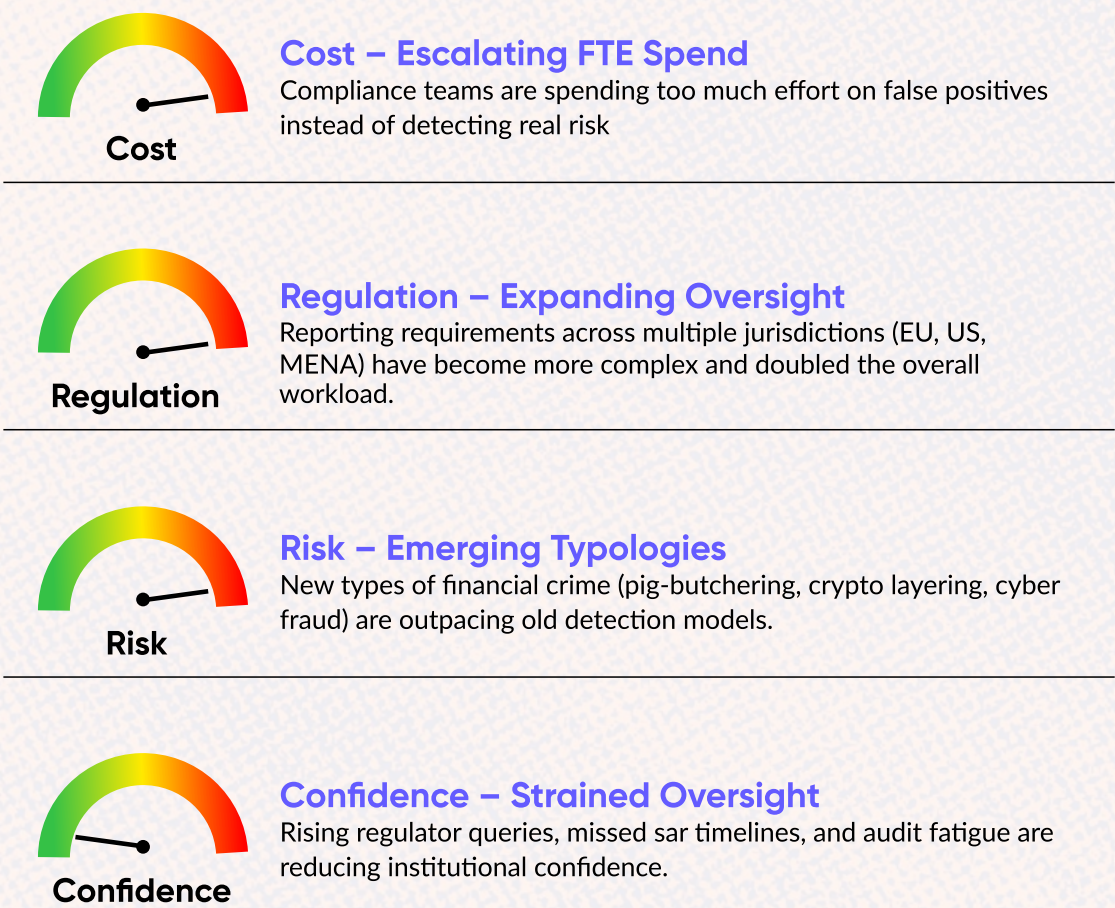 Cost – Escalating FTE Spend
Compliance teams are spending too much effort on false positives
instead of detecting real risk
Cost
Regulation – Expanding Oversight
Reporting requirements across multiple jurisdictions (EU, US,
MENA) have become more complex and doubled the overall
workload.
Regulation
Risk – Emerging Typologies
New types of financial crime (pig-butchering, crypto layering, cyber
fraud) are outpacing old detection models.
Risk
Confidence – Strained Oversight
Rising regulator queries, missed sar timelines, and audit fatigue are
reducing institutional confidence.
Confidence